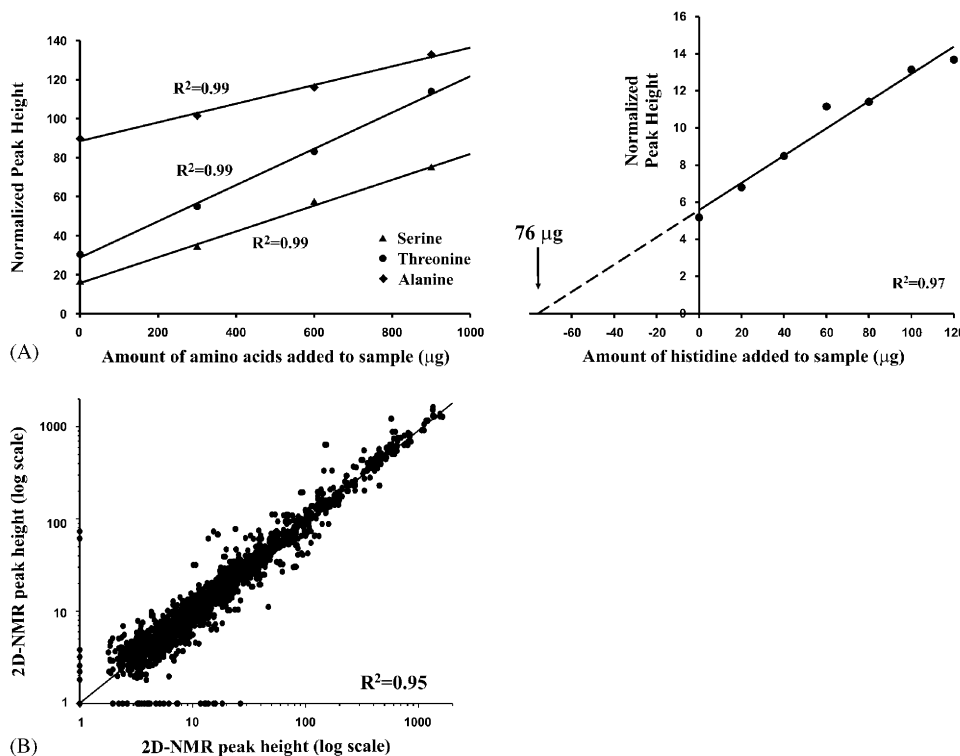 Normalized Peak Height
140
120
100
80
60
40
20
0
0 200 400 600 800 1000
R²=0.99
R²=0.99
R²=0.99
Serine
Threonine
Alanine
(A)
Amount of amino acids added to sample (μg)
Normalized
Peak Height
16
14
12
10
8
6
4
2
0
76 μg
R²=0.97
-60 -40 -20 0 20 40 60 80 100 120
Amount of histidine added to sample (μg)
2D-NMR peak height (log scale)
1000
100
10
1
1 10 100 1000
R²=0.95
(B)
2D-NMR peak height (log scale)